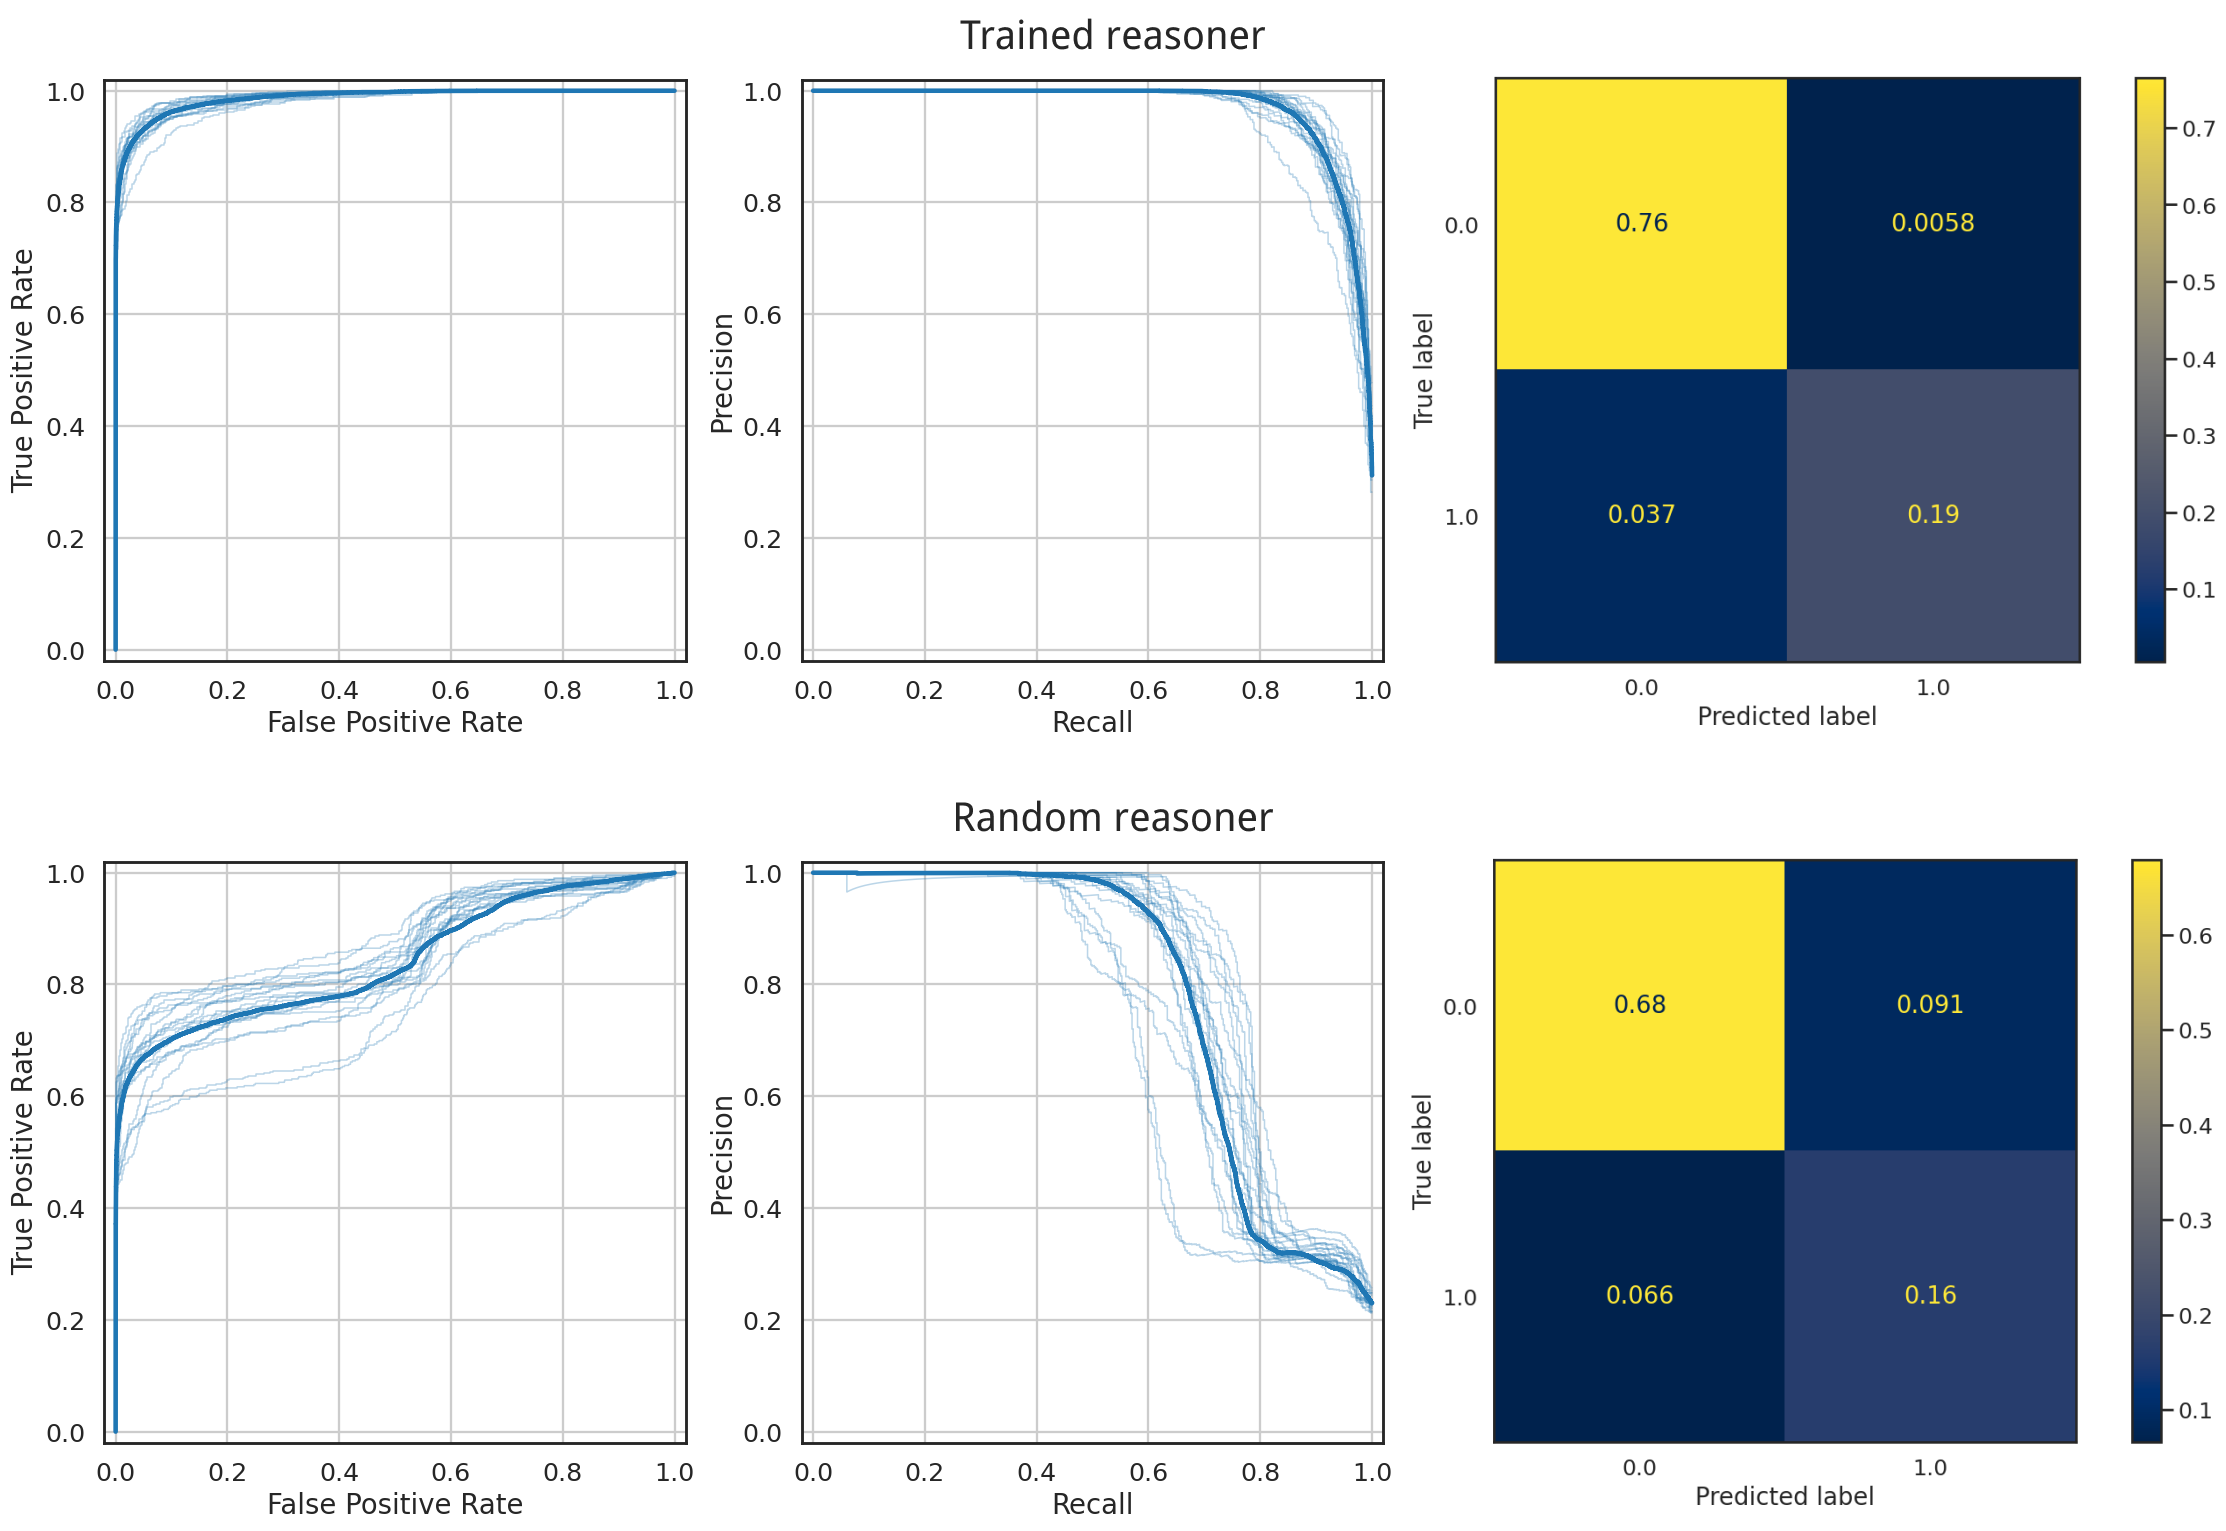 Trained reasoner
1.0
0.8
0.6
0.4
0.2
0.0
True Positive Rate
0.0 0.2 0.4 0.6 0.8 1.0
False Positive Rate
1.0
0.8
0.6
0.4
0.2
0.0
Precision
0.0 0.2 0.4 0.6 0.8 1.0
Recall
0.76 0.0058
0.037 0.19
0.0
1.0
True label
0.0 1.0
Predicted label
0.7
0.6
0.5
0.4
0.3
0.2
0.1
Random reasoner
1.0
0.8
0.6
0.4
0.2
0.0
True Positive Rate
0.0 0.2 0.4 0.6 0.8 1.0
False Positive Rate
1.0
0.8
0.6
0.4
0.2
0.0
Precision
0.0 0.2 0.4 0.6 0.8 1.0
Recall
0.68 0.091
0.066 0.16
0.0
1.0
True label
0.0 1.0
Predicted label
0.6
0.5
0.4
0.3
0.2
0.1